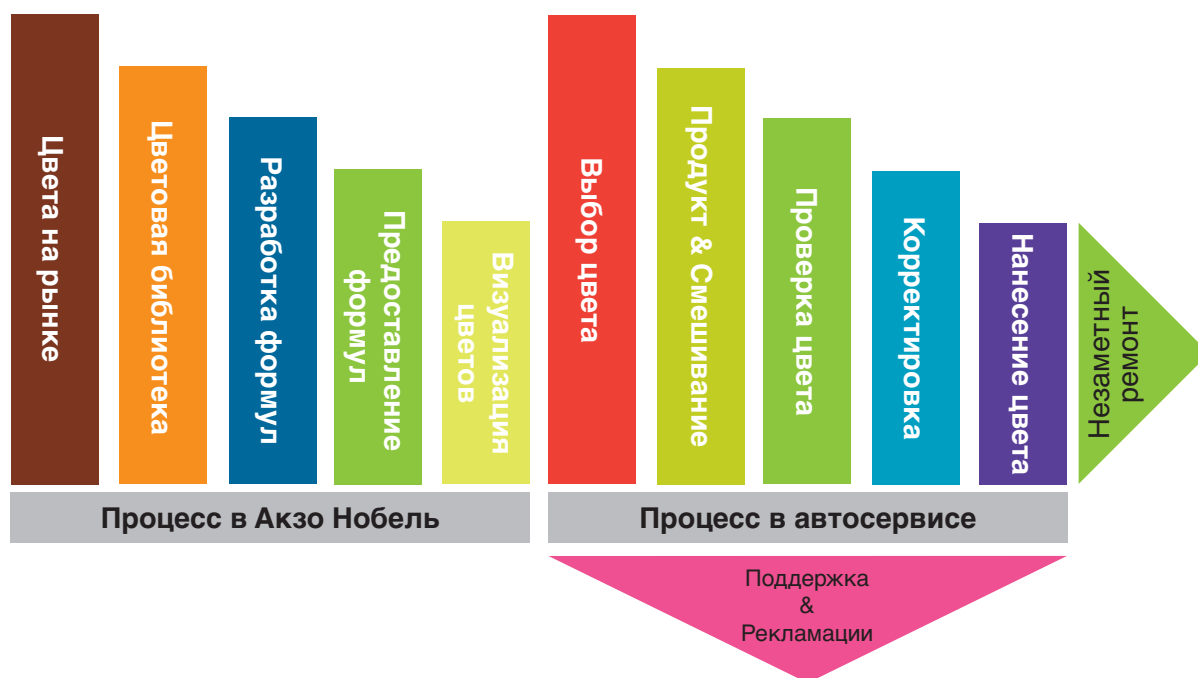 Цвета на рынке
Цветовая библиотека
Разработка формул
Предоставление
формул
Визуализация
цветов
Выбор цвета
Продукт & Смешивание
Проверка цвета
Корректировка
Нанесение цвета
Незаметный
ремонт
Процесс в Акзо Нобель
Процесс в автосервисе
Поддержка
&
Рекламации